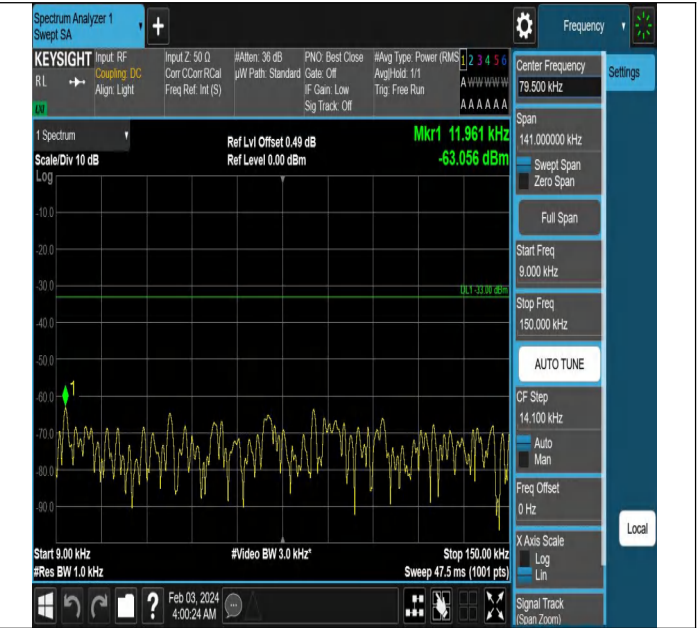 Spectrum Analyzer 1
Swept SA
+
Frequency
KEYSIGHT
RL
LXI
Input: RF
Coupling: DC
Align: Light
Input Z: 50 Ω
Corr CCorr RCal
Freq Ref: Int (S)
#Atten: 36 dB
µW Path: Standard
PNO: Best Close
Gate: Off
IF Gain: Low
Sig Track: Off
#Avg Type: Power (RMS
Avg|Hold: 1/1
Trig: Free Run
1 2 3 4 5 6
A W W W W W
A A A A A A
1 Spectrum
Scale/Div 10 dB
Ref Lvl Offset 0.49 dB
Ref Level 0.00 dBm
Mkr1 11.961 kHz
-63.056 dBm
Log
-10.0
-20.0
-30.0
DL1 -33.00 dBm
-40.0
-50.0
-60.0
1
-70.0
-80.0
-90.0
Start 9.00 kHz
#Res BW 1.0 kHz
#Video BW 3.0 kHz*
Stop 150.00 kHz
Sweep 47.5 ms (1001 pts)
?
Feb 03, 2024
4:00:24 AM
Center Frequency
79.500 kHz
Span
141.000000 kHz
Swept Span
Zero Span
Full Span
Start Freq
9.000 kHz
Stop Freq
150.000 kHz
AUTO TUNE
CF Step
14.100 kHz
Auto
Man
Freq Offset
0 Hz
X Axis Scale
Log
Lin
Signal Track
(Span Zoom)
Settings
Local